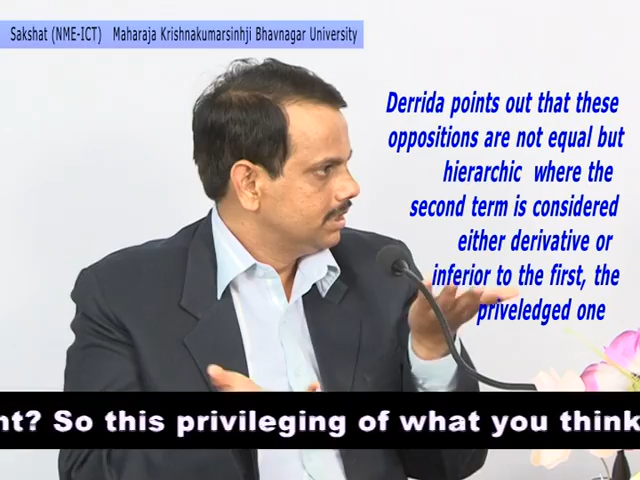 Sakshat (NME-ICT) Maharaja Krishnakumarsinhji Bhavnagar University
Derrida points out that these
oppositions are not equal but
hierarchic where the
second term is considered
either derivative or
inferior to the first, the
priveledged one
nt? So this privileging of what you think